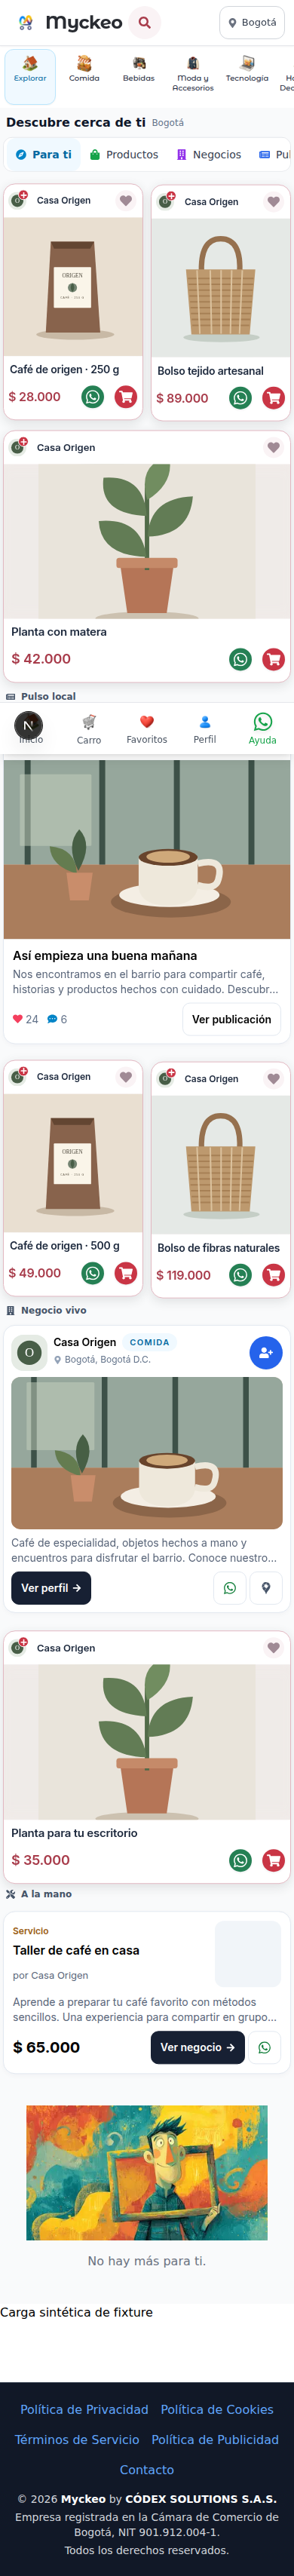 Myckeo
Bogotá
Explorar
Comida
Bebidas
Moda y
Accesorios
Tecnología
Descubre cerca de ti Bogotá
Para ti
Productos
Negocios
Casa Origen
ORIGEN
Café de origen · 250 g
$ 28.000
Casa Origen
Bolso tejido artesanal
$ 89.000
Casa Origen
Planta con matera
$ 42.000
Pulso local
N
Inicio
Carro
Favoritos
Perfil
Ayuda
Así empieza una buena mañana
Nos encontramos en el barrio para compartir café,
historias y productos hechos con cuidado. Descubr...
24
6
Ver publicación
Casa Origen
ORIGEN
Café de origen · 500 g
$ 49.000
Casa Origen
Bolso de fibras naturales
$ 119.000
Negocio vivo
O
Casa Origen COMIDA
Bogotá, Bogotá D.C.
Café de especialidad, objetos hechos a mano y
encuentros para disfrutar el barrio. Conoce nuestro...
Ver perfil →
Casa Origen
Planta para tu escritorio
$ 35.000
A la mano
Servicio
Taller de café en casa
por Casa Origen
Aprende a preparar tu café favorito con métodos
sencillos. Una experiencia para compartir en grupo...
$ 65.000
Ver negocio →
No hay más para ti.
Carga sintética de fixture
Política de Privacidad Política de Cookies
Términos de Servicio Política de Publicidad
Contacto
© 2026 Myckeo by CÓDEX SOLUTIONS S.A.S.
Empresa registrada en la Cámara de Comercio de
Bogotá, NIT 901.912.004-1.
Todos los derechos reservados.